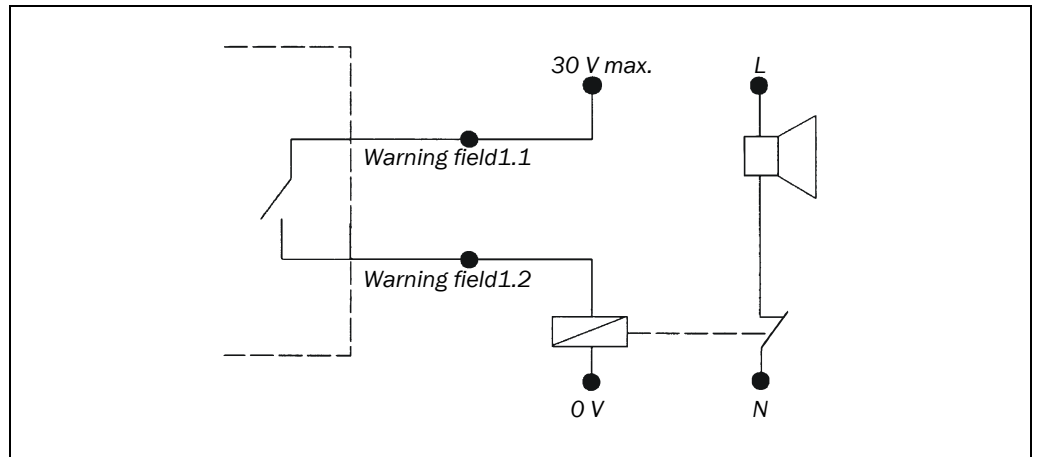 30 V max.
L
Warning field1.1
Warning field1.2
0 V
N